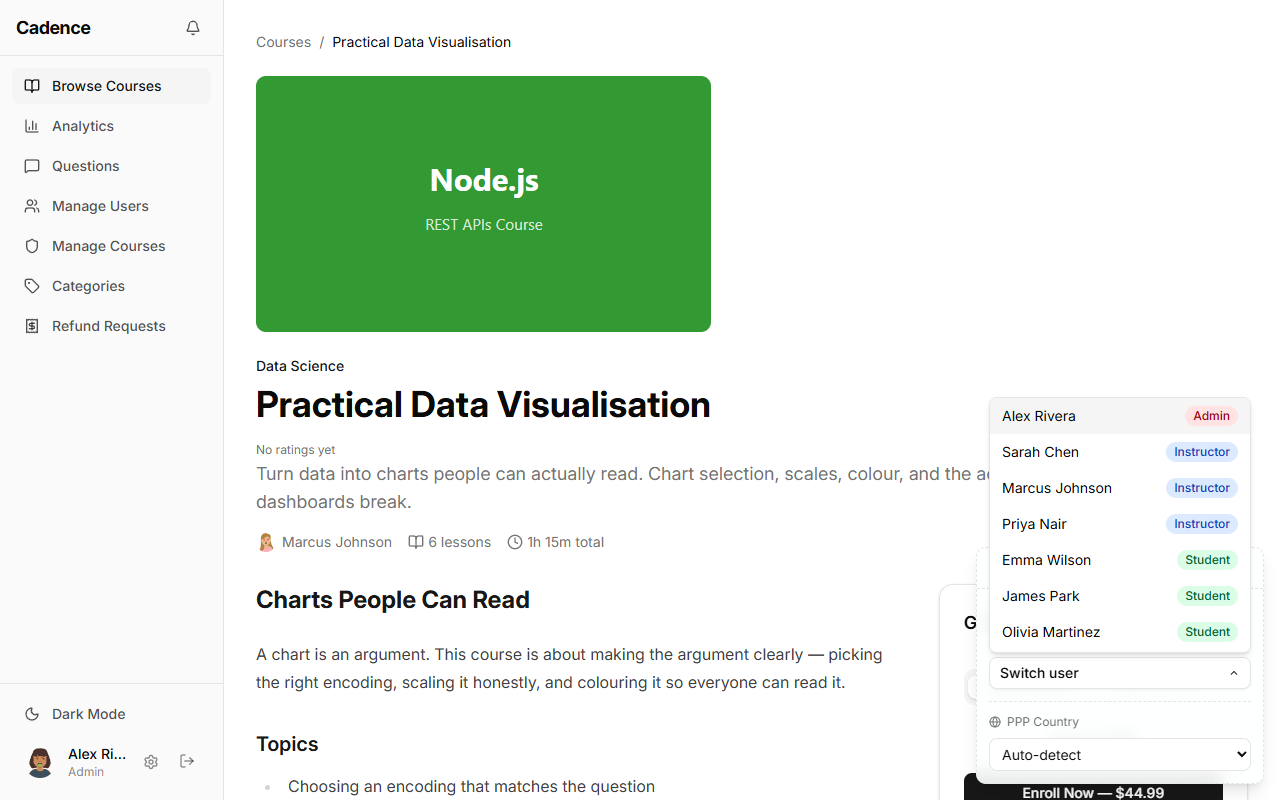 Cadence
Browse Courses
Analytics
Questions
Manage Users
Manage Courses
Categories
Refund Requests
Dark Mode
Alex Ri...
Admin
Courses / Practical Data Visualisation
Node.js
REST APIs Course
Data Science
Practical Data Visualisation
No ratings yet
Turn data into charts people can actually read. Chart selection, scales, colour, and the
dashboards break.
Marcus Johnson 6 lessons 1h 15m total
Charts People Can Read
A chart is an argument. This course is about making the argument clearly — picking
the right encoding, scaling it honestly, and colouring it so everyone can read it.
Topics
Choosing an encoding that matches the question
Alex Rivera Admin
Sarah Chen Instructor
Marcus Johnson Instructor
Priya Nair Instructor
Emma Wilson Student
James Park Student
Olivia Martinez Student
Switch user
PPP Country
Auto-detect
Enroll Now — $44.99